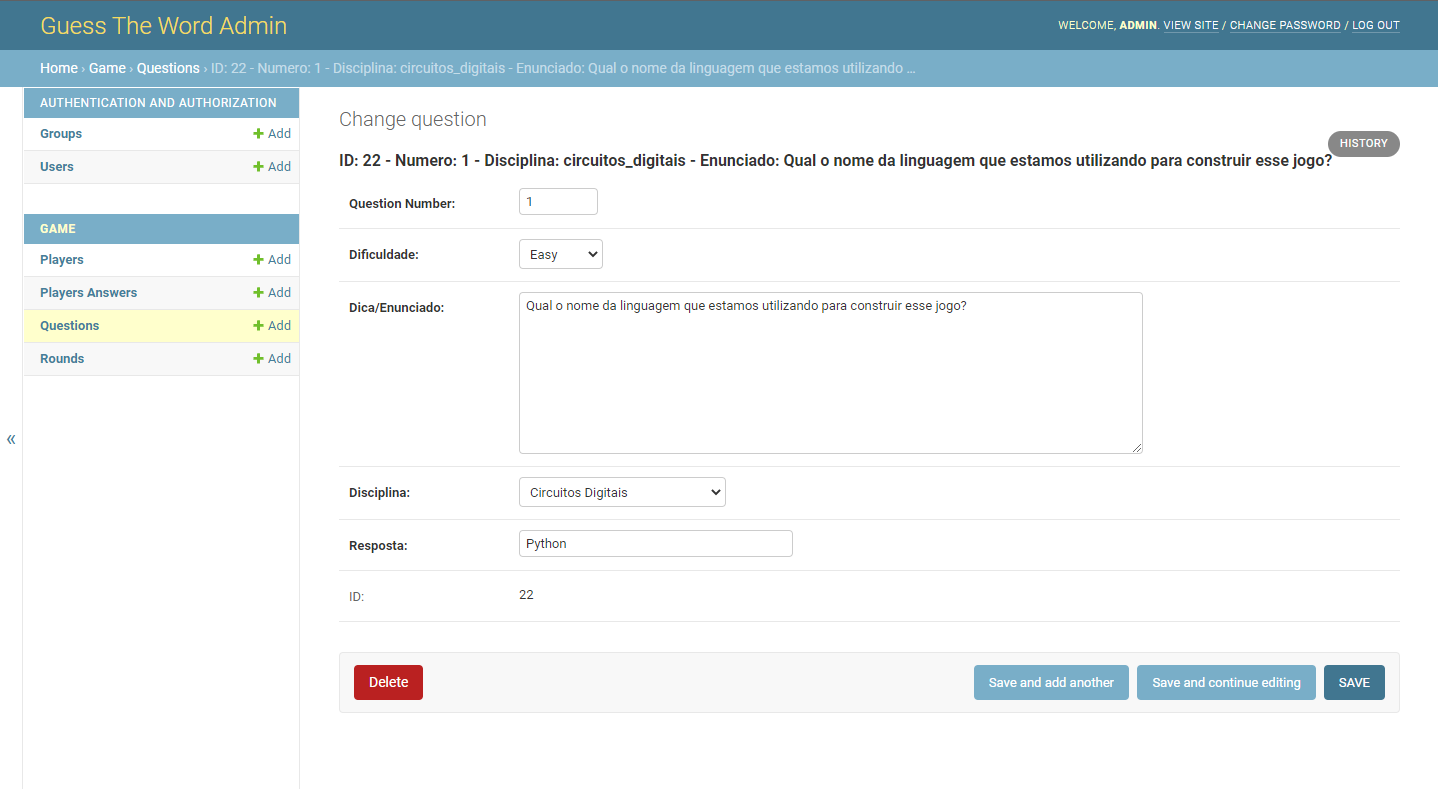 Guess The Word Admin
WELCOME, ADMIN. VIEW SITE / CHANGE PASSWORD / LOG OUT
Home › Game › Questions › ID: 22 - Numero: 1 - Disciplina: circuitos_digitais - Enunciado: Qual o nome da linguagem que estamos utilizando …
AUTHENTICATION AND AUTHORIZATION
Groups + Add
Users + Add
GAME
Players + Add
Players Answers + Add
Questions + Add
Rounds + Add
«
Change question
HISTORY
ID: 22 - Numero: 1 - Disciplina: circuitos_digitais - Enunciado: Qual o nome da linguagem que estamos utilizando para construir esse jogo?
Question Number: 1
Dificuldade: Easy
Dica/Enunciado: Qual o nome da linguagem que estamos utilizando para construir esse jogo?
Disciplina: Circuitos Digitais
Resposta: Python
ID: 22
Delete
Save and add another
Save and continue editing
SAVE